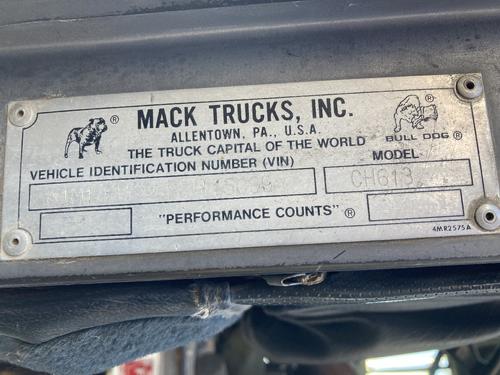 MACK TRUCKS, INC.
ALLENTOWN, PA., U.S.A.
THE TRUCK CAPITAL OF THE WORLD
BULL DOG ®
VEHICLE IDENTIFICATION NUMBER (VIN)
MODEL
CH613
"PERFORMANCE COUNTS" ®
4MR2575A